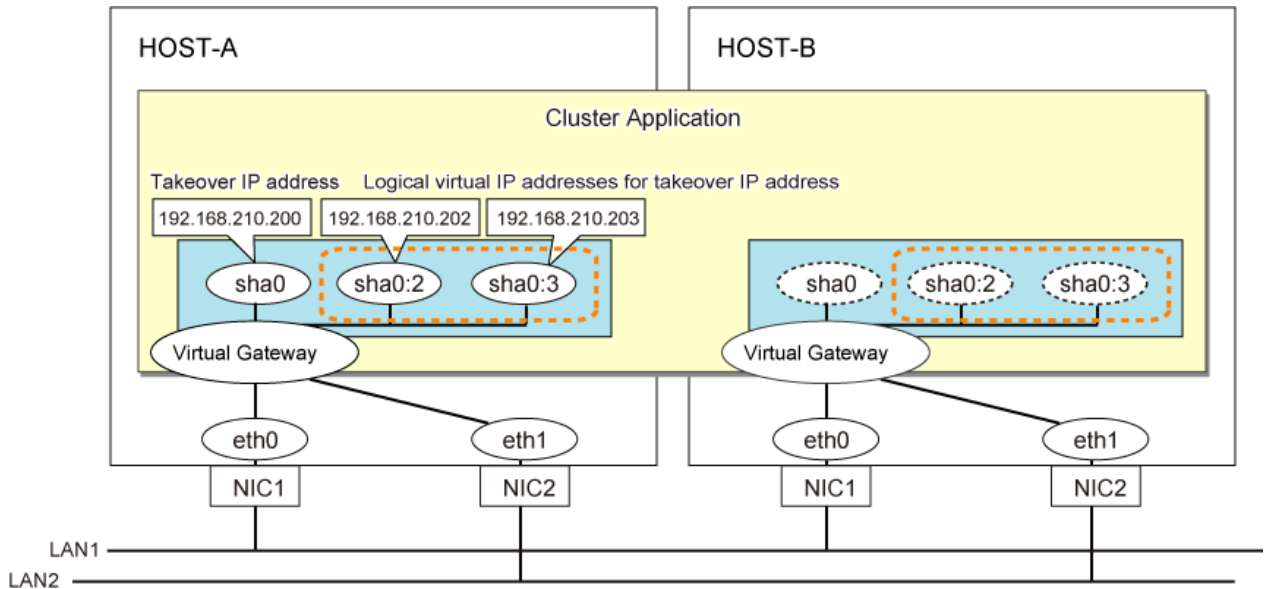 HOST-A
HOST-B
Cluster Application
Takeover IP address
Logical virtual IP addresses for takeover IP address
192.168.210.200
192.168.210.202
192.168.210.203
sha0
sha0:2
sha0:3
sha0
sha0:2
sha0:3
Virtual Gateway
Virtual Gateway
eth0
eth1
eth0
eth1
NIC1
NIC2
NIC1
NIC2
LAN1
LAN2